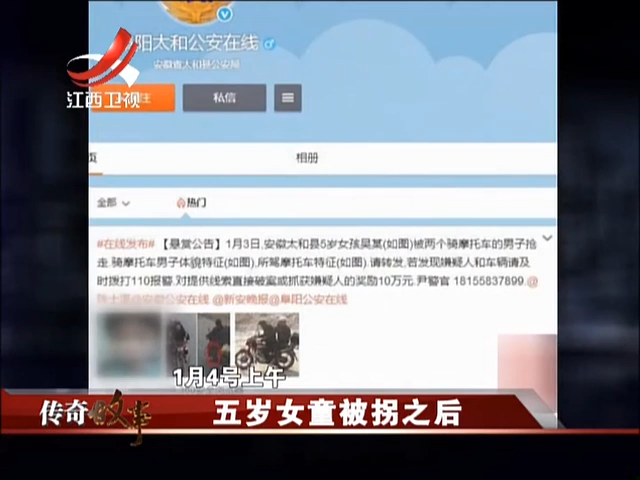 阳太和公安在线
安徽省太和县公安局
江西卫视
关注
私信
页
相册
全部
热门
#在线发布# 【悬赏公告】1月3日,安徽太和县5岁女孩吴某(如图)被两个骑摩托车的男子抢
走.骑摩托车男子体貌特征(如图),所驾摩托车特征(如图).请转发,若发现嫌疑人和车辆请及
时拨打110报警.对提供线索直接破案或抓获嫌疑人的奖励10万元.尹警官 18155837899.@
@安徽公安在线 @新安晚报@阜阳公安在线
1月4号上午
传奇故事
五岁女童被拐之后